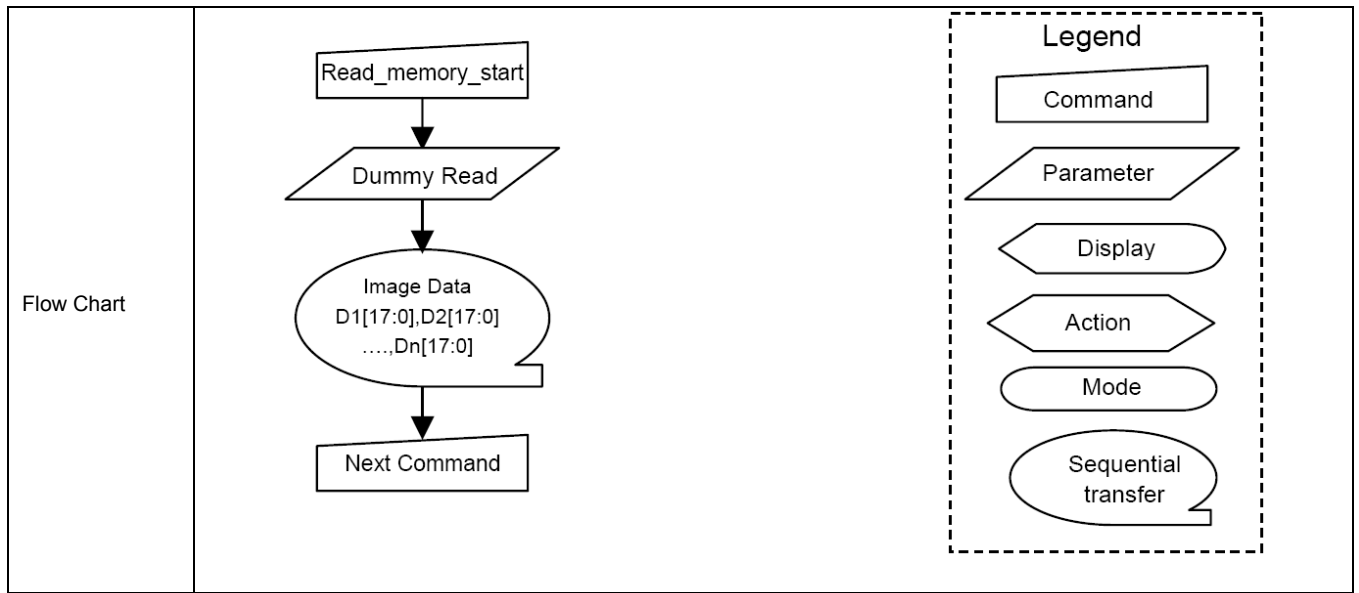 Flow Chart
Read_memory_start
Dummy Read
Image Data
D1[17:0],D2[17:0]
....,Dn[17:0]
Next Command
Legend
Command
Parameter
Display
Action
Mode
Sequential
transfer